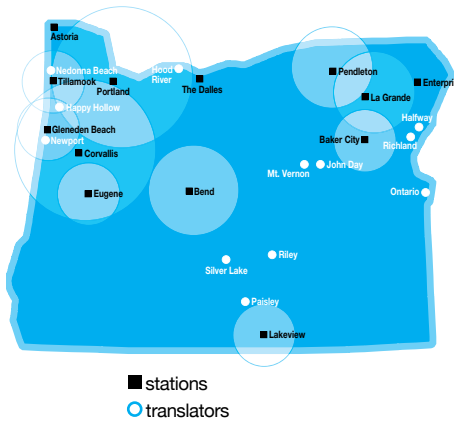 Astoria
Nedonna Beach
Tillamook
Portland
Hood
River
The Dalles
Pendleton
Enterpri
La Grande
Happy Hollow
Halfway
Gleneden Beach
Newport
Baker City
Richland
Corvallis
Mt. Vernon
John Day
Eugene
Bend
Ontario
Silver Lake
Riley
Paisley
Lakeview
stations
translators